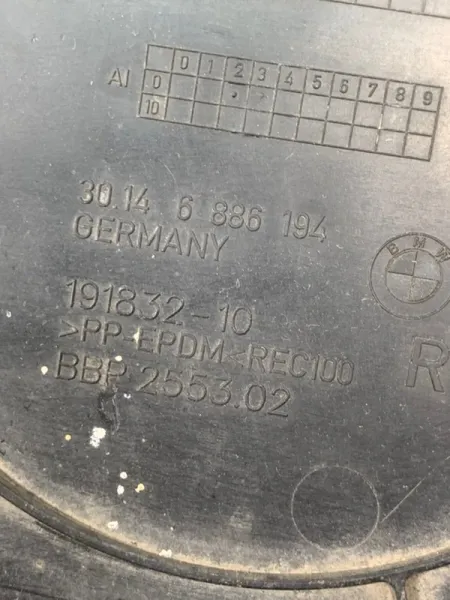 0 1 2 3 4 5 6 7 8 9
AI 0
10
30.14 6 886 194
GERMANY
BMW
191832-10
>PP-EPDM<REC100
R
BBP 2553.02